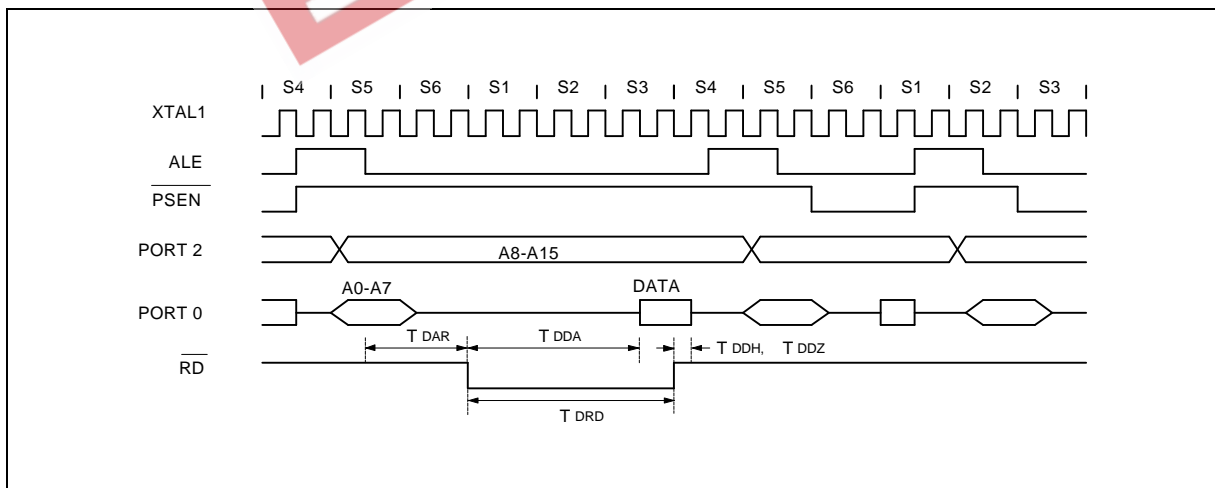 S4 S5 S6 S1 S2 S3 S4 S5 S6 S1 S2 S3
XTAL1
ALE
PSEN
PORT 2
A8-A15
A0-A7
DATA
PORT 0
T DAR
T DDA
T DDH, T DDZ
RD
T DRD